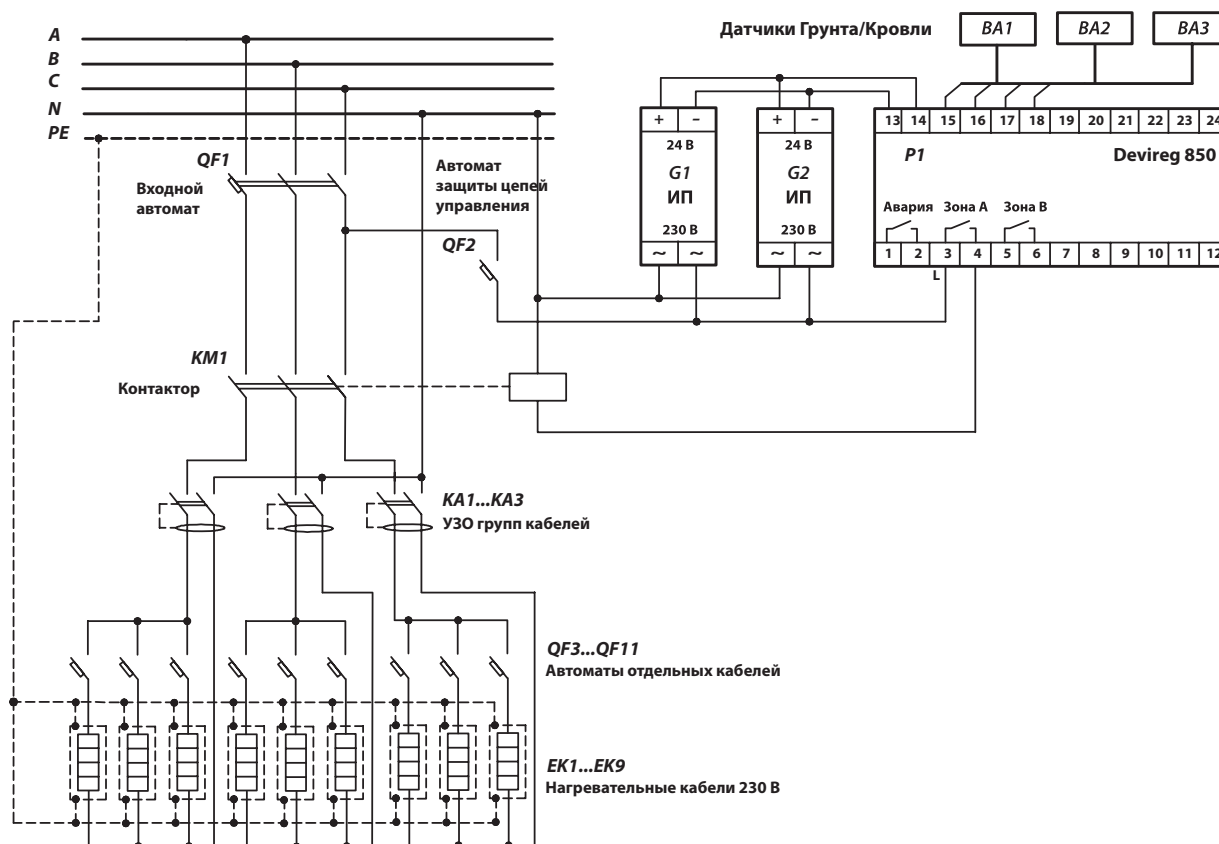 Датчики Грунта/Кровли
BA1 BA2 BA3
A
B
C
N
PE
13 14 15 16 17 18 19 20 21 22 23 24
P1 Devireg 850
Авария Зона А Зона В
1 2 3 4 5 6 7 8 9 10 11 12
L
+ –
24 В
G1
ИП
230 В
~ ~
+ –
24 В
G2
ИП
230 В
~ ~
QF1
Входной
автомат
Автомат
защиты цепей
управления
QF2
KM1
Контактор
KA1...KA3
УЗО групп кабелей
QF3...QF11
Автоматы отдельных кабелей
EK1...EK9
Нагревательные кабели 230 В